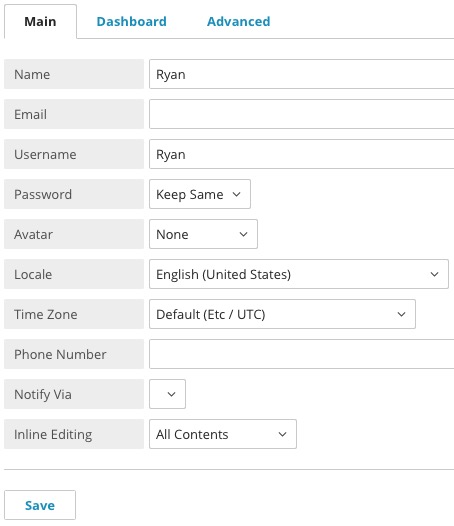 Main Dashboard Advanced
Name Ryan
Email
Username Ryan
Password Keep Same
Avatar None
Locale English (United States)
Time Zone Default (Etc / UTC)
Phone Number
Notify Via
Inline Editing All Contents
Save